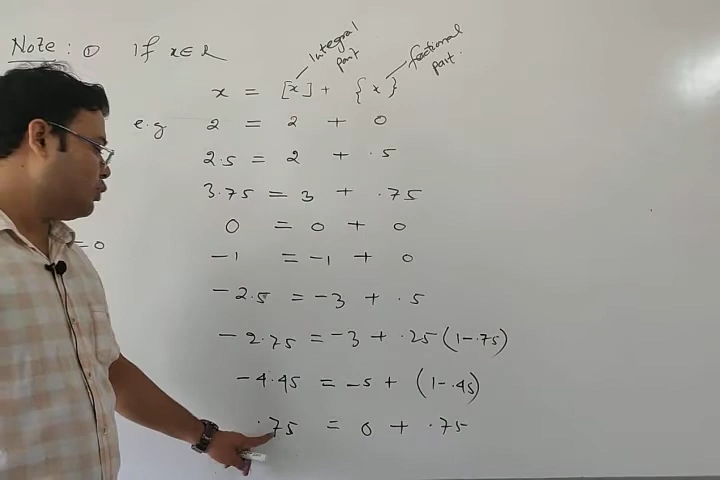 Note: ① If x ∈ R
Integral part
fractional part.
x = [x] + {x}
e.g 2 = 2 + 0
2.5 = 2 + .5
3.75 = 3 + .75
0 = 0 + 0
= 0
-1 = -1 + 0
-2.5 = -3 + .5
-2.75 = -3 + .25 (1-.75)
-4.45 = -5 + (1-.45)
.75 = 0 + .75